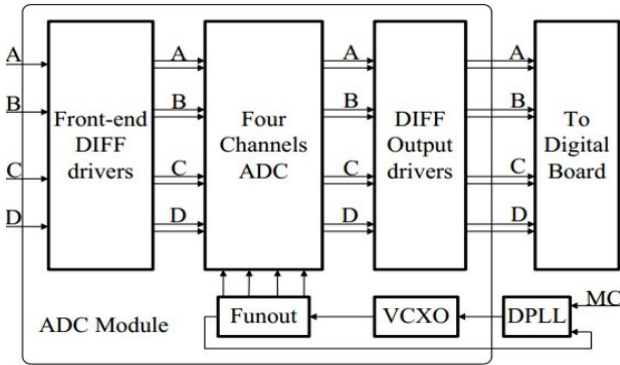 A
A
A
A
B
B
B
B
Front-end
DIFF
drivers
Four
Channels
ADC
DIFF
Output
drivers
To
Digital
Board
C
C
C
C
D
D
D
D
MC
Funout
VCXO
DPLL
ADC Module